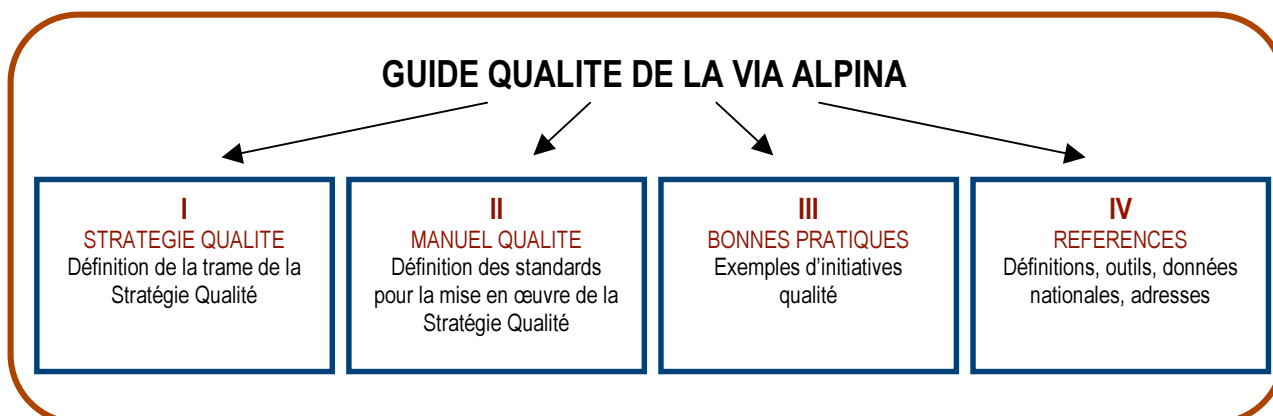 GUIDE QUALITE DE LA VIA ALPINA
I
STRATEGIE QUALITE
Définition de la trame de la
Stratégie Qualité
II
MANUEL QUALITE
Définition des standards
pour la mise en œuvre de la
Stratégie Qualité
III
BONNES PRATIQUES
Exemples d’initiatives
qualité
IV
REFERENCES
Définitions, outils, données
nationales, adresses